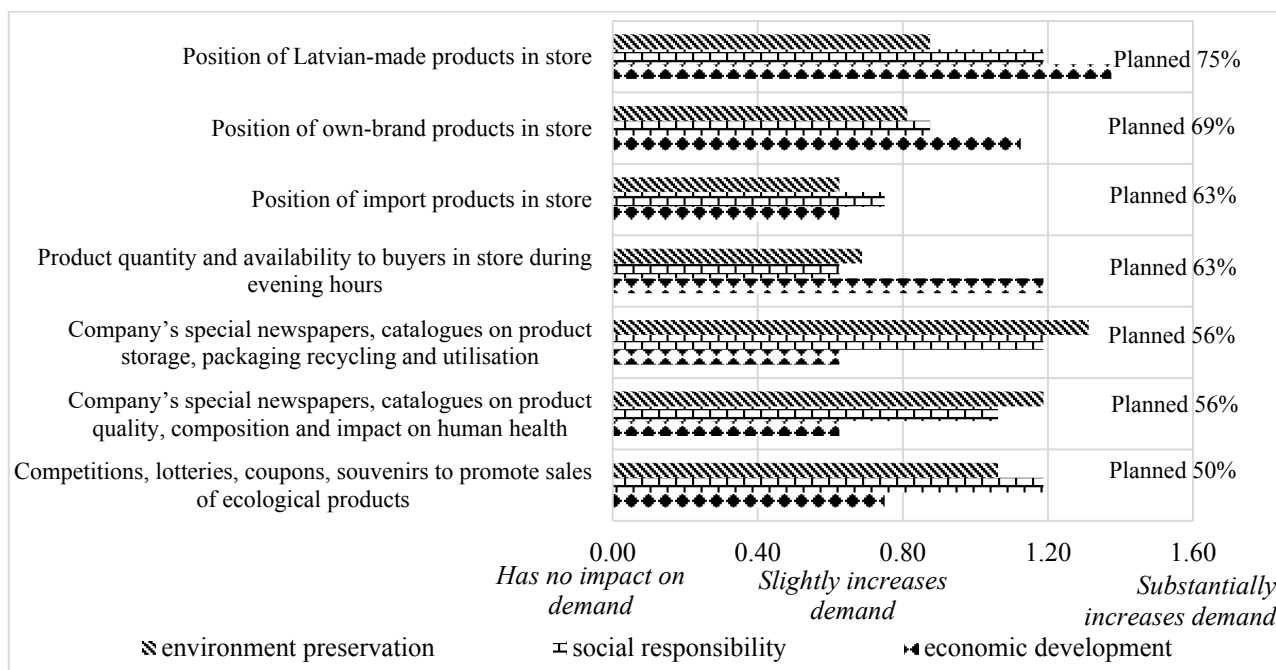 Position of Latvian-made products in store
Planned 75%
Position of own-brand products in store
Planned 69%
Position of import products in store
Planned 63%
Product quantity and availability to buyers in store during
evening hours
Planned 63%
Company’s special newspapers, catalogues on product
storage, packaging recycling and utilisation
Planned 56%
Company’s special newspapers, catalogues on product
quality, composition and impact on human health
Planned 56%
Competitions, lotteries, coupons, souvenirs to promote sales
of ecological products
Planned 50%
0.00 0.40 0.80 1.20 1.60
Has no impact on
demand
Slightly increases
demand
Substantially
increases demand
environment preservation social responsibility economic development